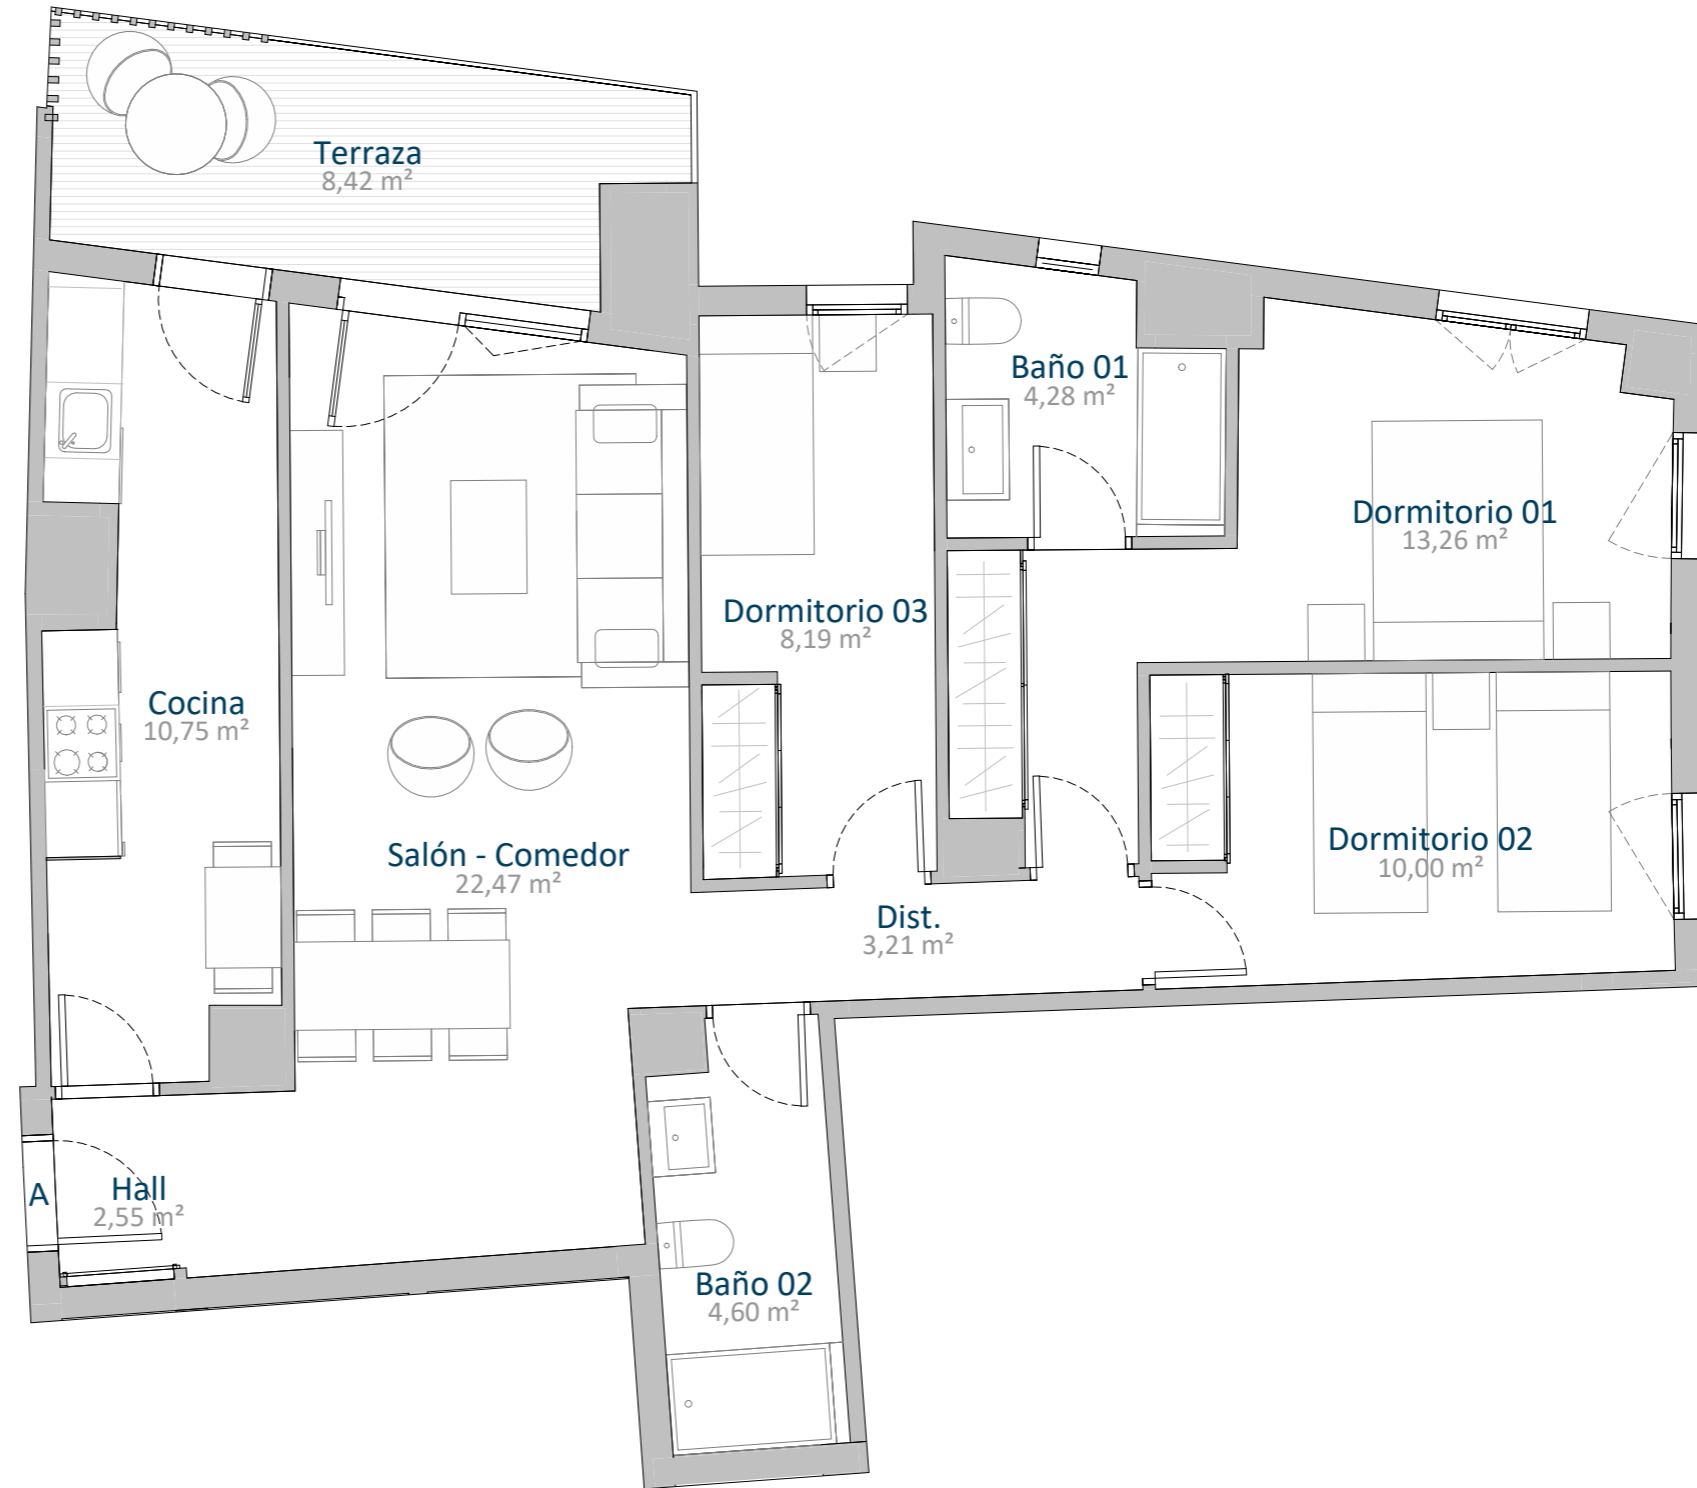 Terraza
8,42 m²
Baño 01
4,28 m²
Dormitorio 01
13,26 m²
Dormitorio 03
8,19 m²
Cocina
10,75 m²
Salón - Comedor
22,47 m²
Dormitorio 02
10,00 m²
Dist.
3,21 m²
A
Hall
2,55 m²
Baño 02
4,60 m²